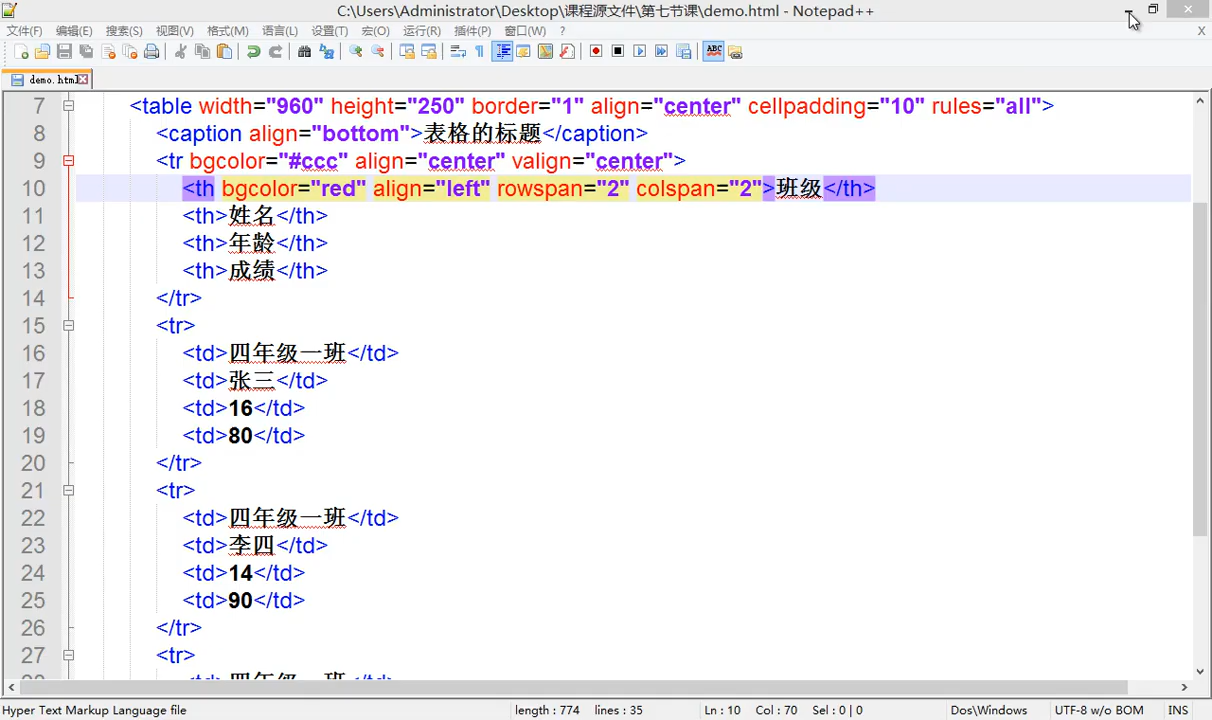 C:\Users\Administrator\Desktop\课程源文件\第七节课\demo.html - Notepad++
文件(F) 编辑(E) 搜索(S) 视图(V) 格式(M) 语言(L) 设置(T) 宏(O) 运行(R) 插件(P) 窗口(W) ? X
demo.html
7 <table width="960" height="250" border="1" align="center" cellpadding="10" rules="all">
8 <caption align="bottom">表格的标题</caption>
9 <tr bgcolor="#ccc" align="center" valign="center">
10 <th bgcolor="red" align="left" rowspan="2" colspan="2">班级</th>
11 <th>姓名</th>
12 <th>年龄</th>
13 <th>成绩</th>
14 </tr>
15 <tr>
16 <td>四年级一班</td>
17 <td>张三</td>
18 <td>16</td>
19 <td>80</td>
20 </tr>
21 <tr>
22 <td>四年级一班</td>
23 <td>李四</td>
24 <td>14</td>
25 <td>90</td>
26 </tr>
27 <tr>
Hyper Text Markup Language file length : 774 lines : 35 Ln : 10 Col : 70 Sel : 0 | 0 Dos\Windows UTF-8 w/o BOM INS